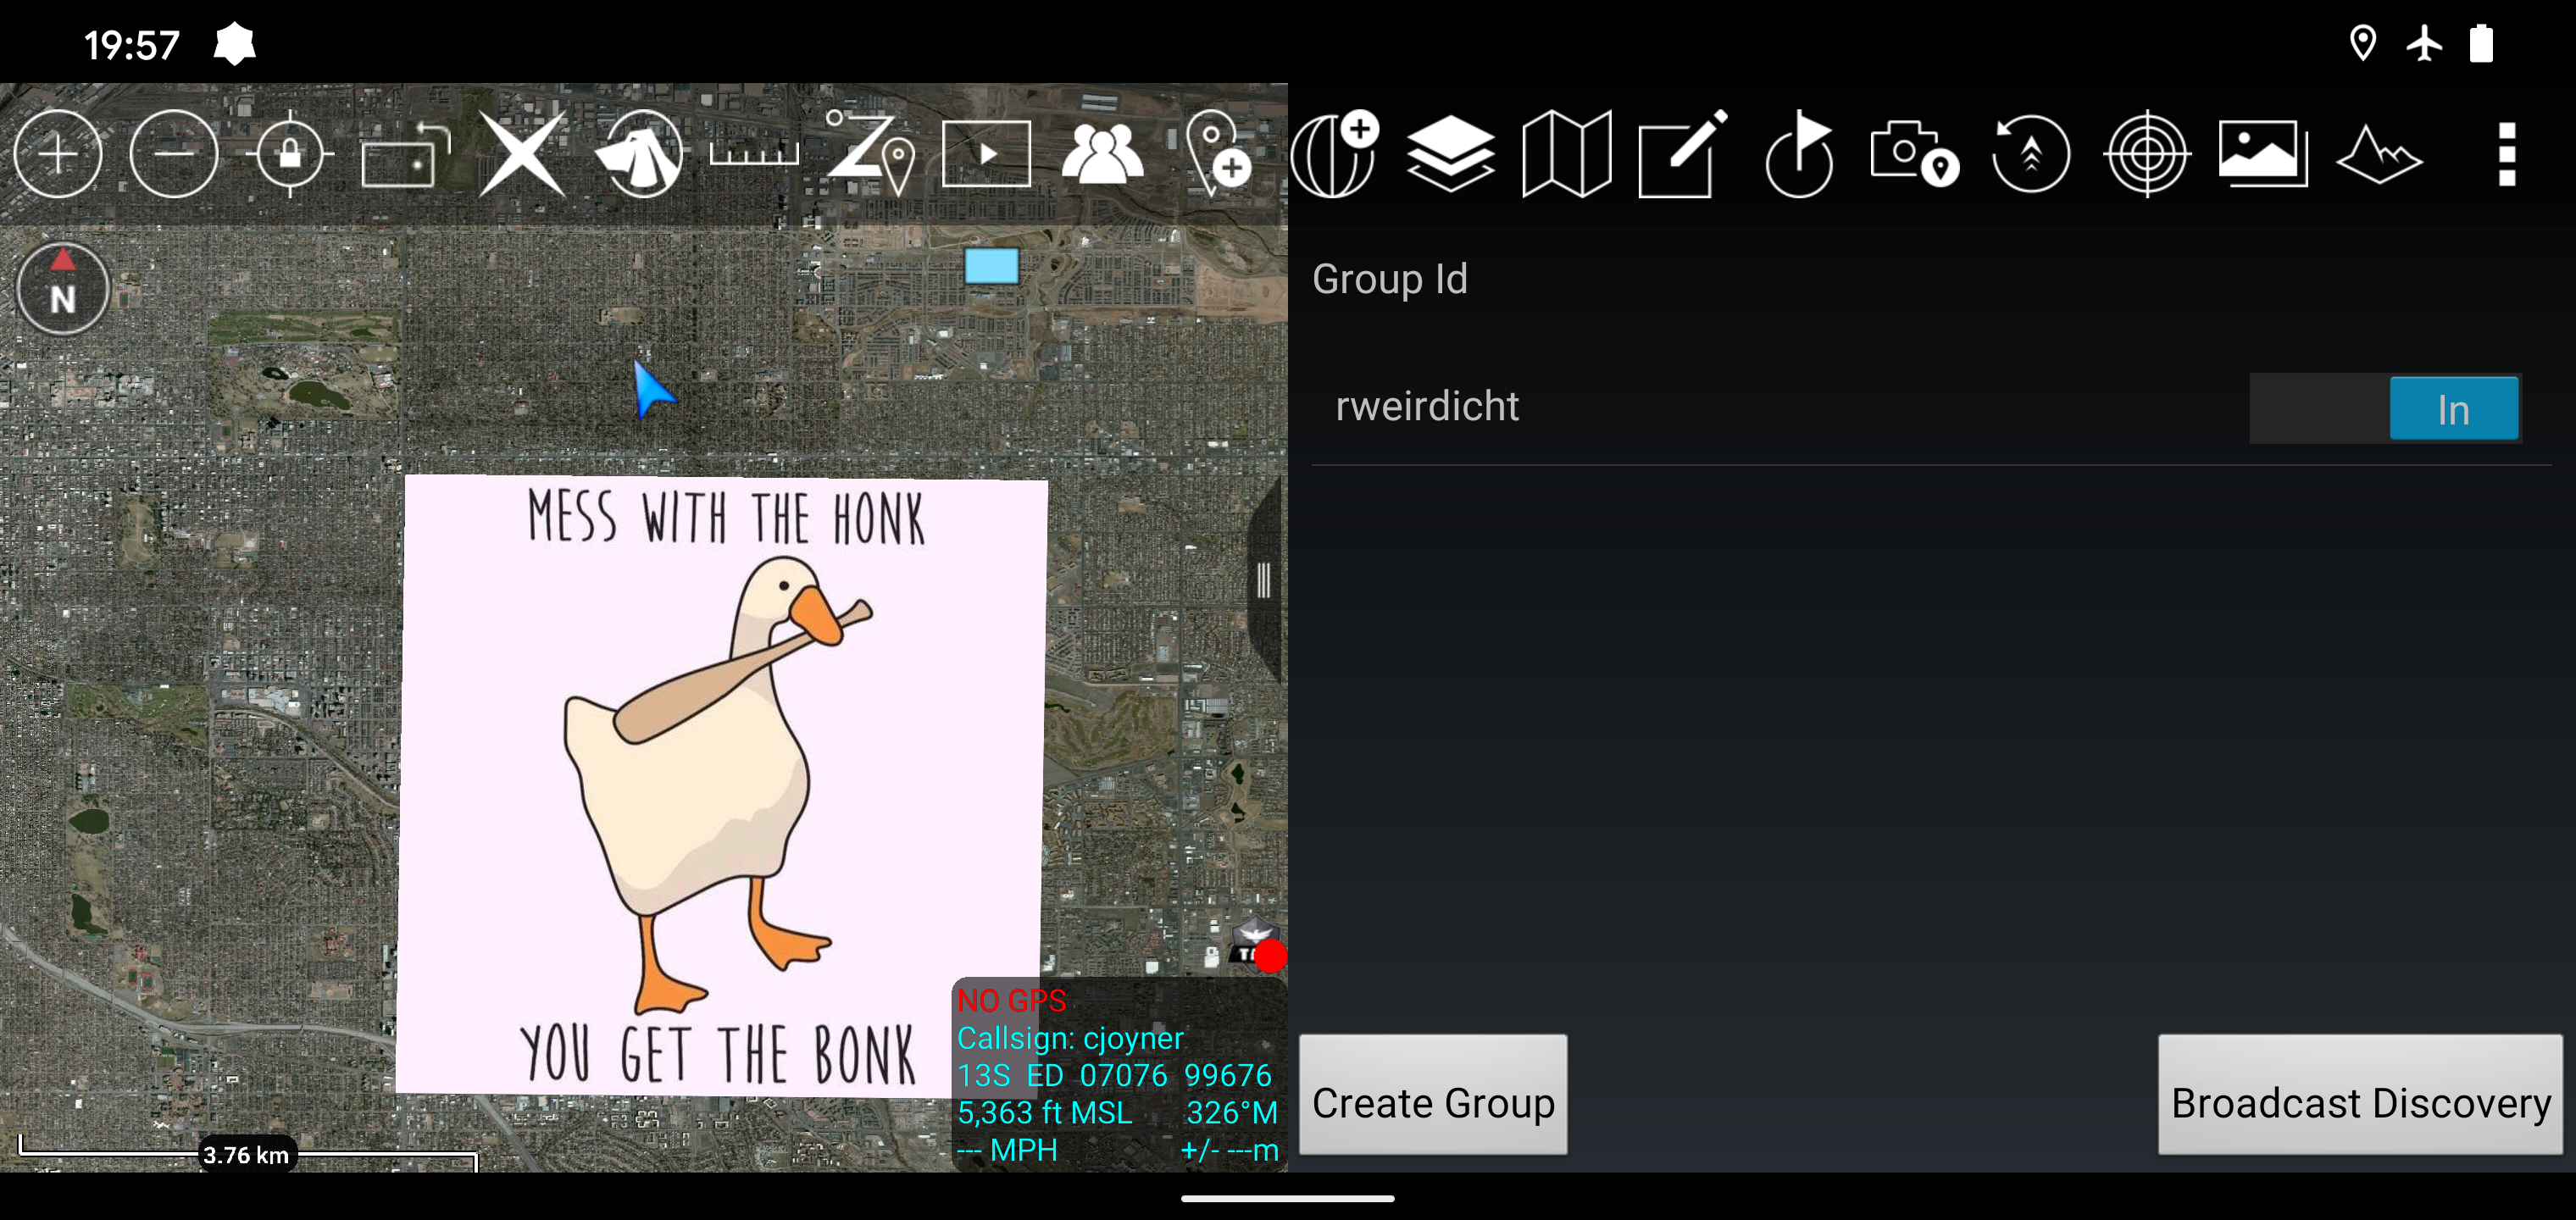 19:57
N
MESS WITH THE HONK
YOU GET THE BONK
NO GPS
Callsign: cjoyner
13S ED 07076 99676
5,363 ft MSL 326°M
--- MPH +/- ---m
3.76 km
Group Id
rweirdicht
In
Create Group
Broadcast Discovery